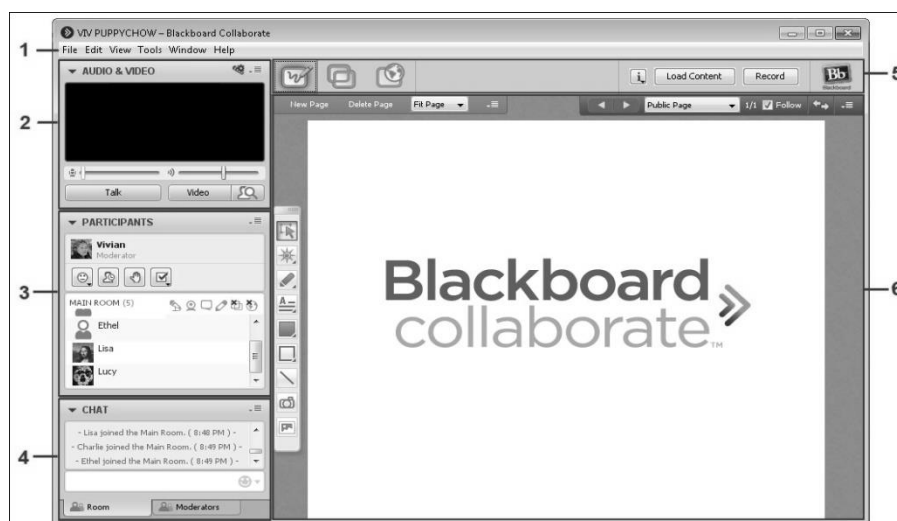 VIV PUPPYCHOW – Blackboard Collaborate
1
File Edit View Tools Window Help
AUDIO & VIDEO
2
Talk Video
PARTICIPANTS
Vivian
Moderator
3
MAIN ROOM (5)
Ethel
Lisa
Lucy
CHAT
- Lisa joined the Main Room. ( 8:48 PM ) -
- Charlie joined the Main Room. ( 8:49 PM ) -
4
- Ethel joined the Main Room. ( 8:49 PM ) -
Room Moderators
i Load Content Record Bb
Blackboard
5
New Page Delete Page Fit Page Public Page 1/1 Follow
A
Blackboard
collaborate™
6